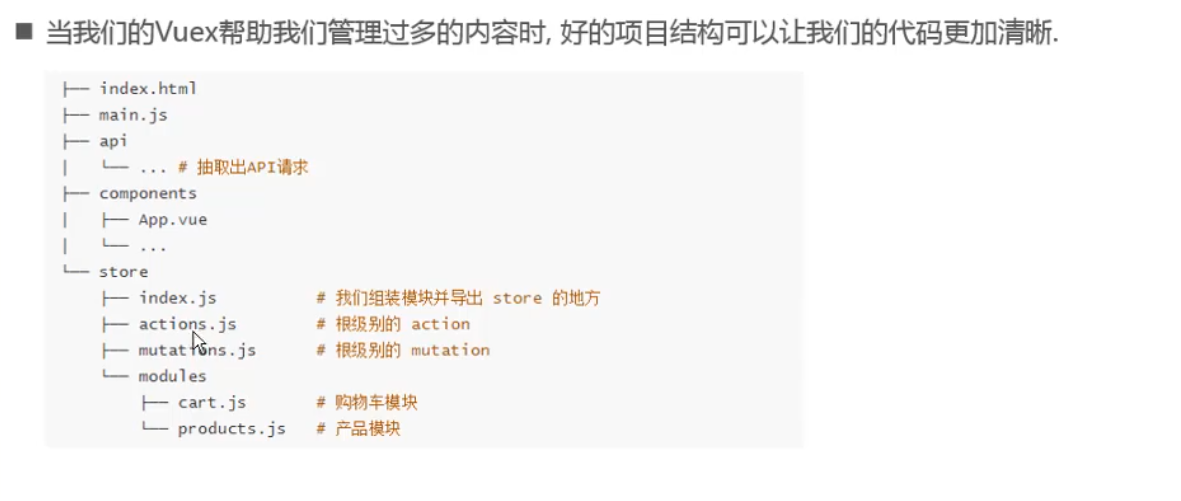 ■ 当我们的Vuex帮助我们管理过多的内容时, 好的项目结构可以让我们的代码更加清晰.
├── index.html
├── main.js
├── api
│   └── ... # 抽取出API请求
├── components
│   ├── App.vue
│   └── ...
└── store
    ├── index.js          # 我们组装模块并导出 store 的地方
    ├── actions.js        # 根级别的 action
    ├── mutations.js      # 根级别的 mutation
    └── modules
        ├── cart.js       # 购物车模块
        └── products.js   # 产品模块